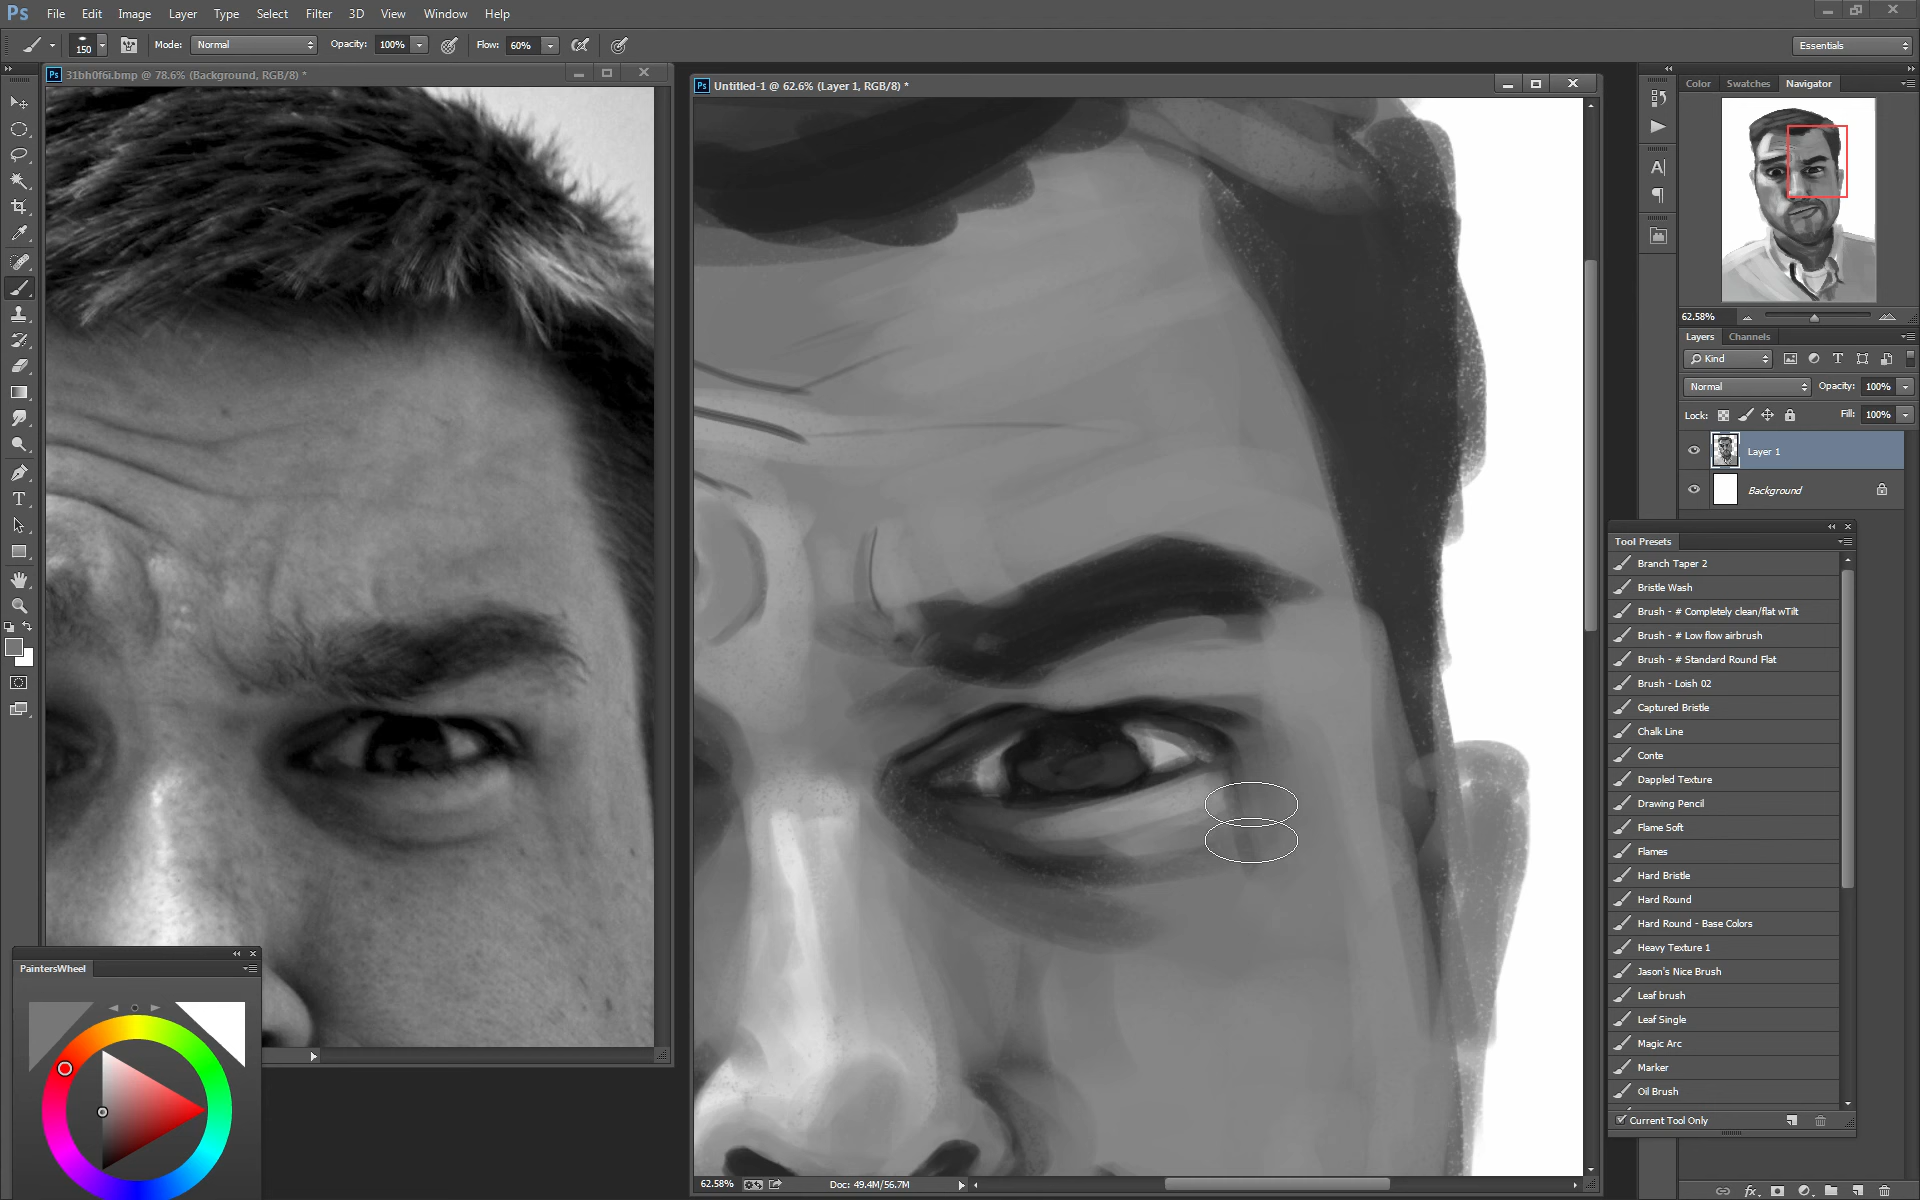 Ps File Edit Image Layer Type Select Filter 3D View Window Help
150 Mode: Normal Opacity: 100% Flow: 60% Essentials
Ps 31bh0f6i.bmp @ 78.6% (Background, RGB/8) *
Ps Untitled-1 @ 62.6% (Layer 1, RGB/8) *
Color Swatches Navigator
62.58%
Layers Channels
Kind
Normal Opacity: 100%
Lock: Fill: 100%
Layer 1
Background
Tool Presets
Branch Taper 2
Bristle Wash
Brush - # Completely clean/flat wTilt
Brush - # Low flow airbrush
Brush - # Standard Round Flat
Brush - Loish 02
Captured Bristle
Chalk Line
Conte
Dappled Texture
Drawing Pencil
Flame Soft
Flames
Hard Bristle
Hard Round
Hard Round - Base Colors
Heavy Texture 1
Jason's Nice Brush
Leaf brush
Leaf Single
Magic Arc
Marker
Oil Brush
Current Tool Only
PaintersWheel
62.58% Doc: 49.4M/56.7M